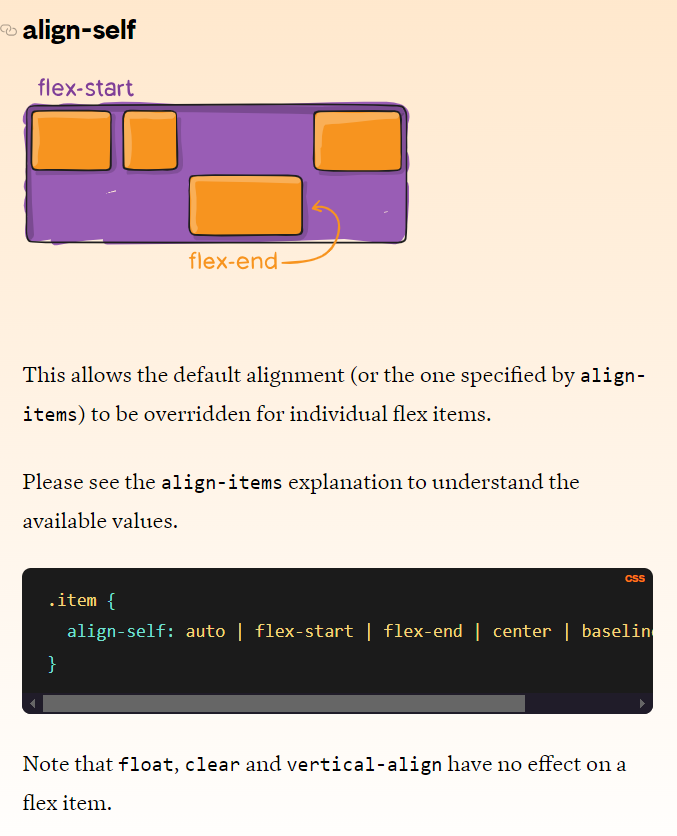 align-self
flex-start
flex-end
This allows the default alignment (or the one specified by align-
items) to be overridden for individual flex items.
Please see the align-items explanation to understand the
available values.
CSS
.item {
align-self: auto | flex-start | flex-end | center | baselin
}
Note that float, clear and vertical-align have no effect on a
flex item.